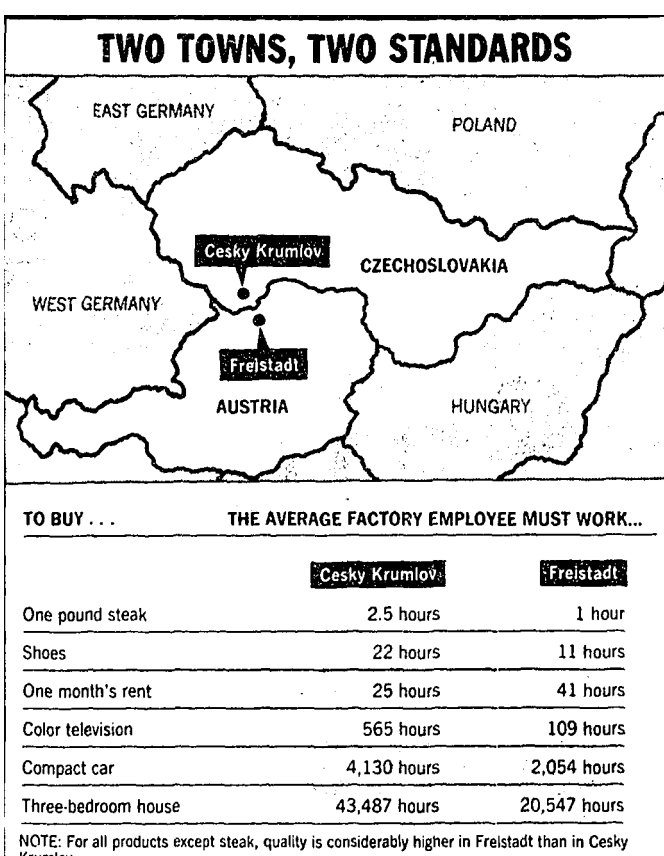 TWO TOWNS, TWO STANDARDS
EAST GERMANY
POLAND
Cesky Krumlov
CZECHOSLOVAKIA
WEST GERMANY
Freistadt
AUSTRIA
HUNGARY
TO BUY . . . THE AVERAGE FACTORY EMPLOYEE MUST WORK...
Cesky Krumlov Freistadt
One pound steak 2.5 hours 1 hour
Shoes 22 hours 11 hours
One month's rent 25 hours 41 hours
Color television 565 hours 109 hours
Compact car 4,130 hours 2,054 hours
Three-bedroom house 43,487 hours 20,547 hours
NOTE: For all products except steak, quality is considerably higher in Freistadt than in Cesky
Krumlov